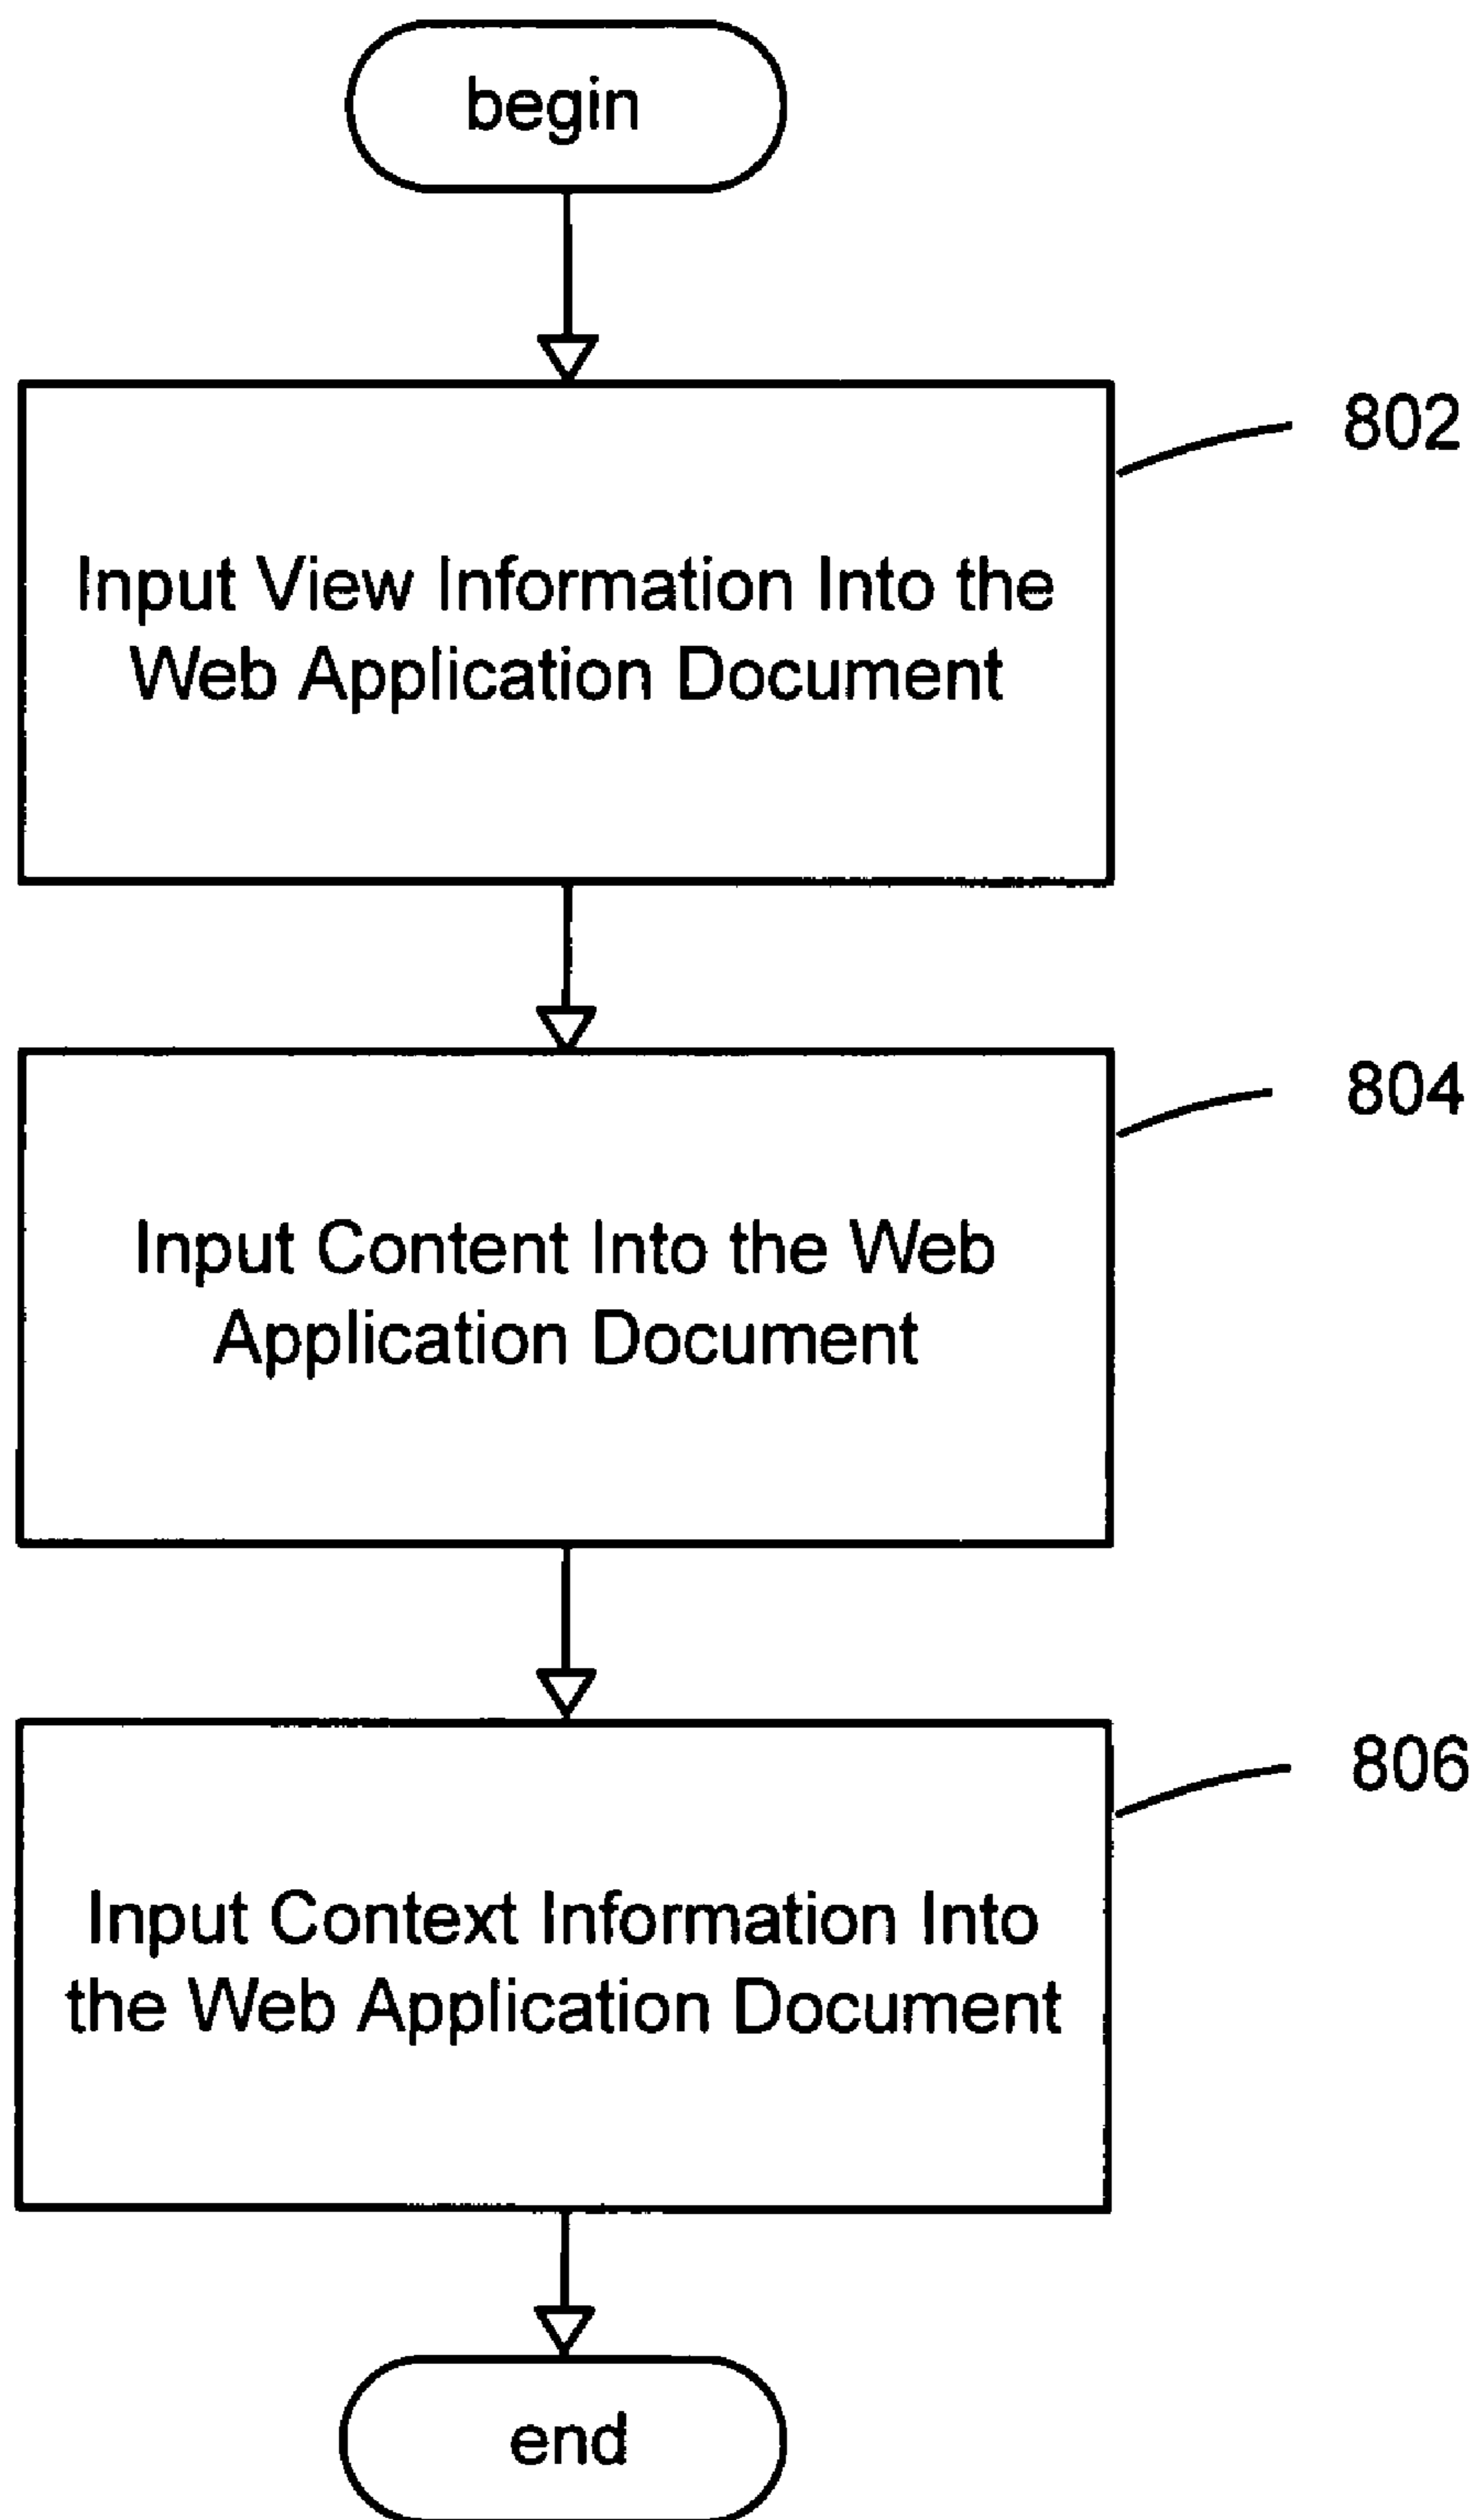 begin
802
Input View Information Into the
Web Application Document
804
Input Content Into the Web
Application Document
806
Input Context Information Into
the Web Application Document
end